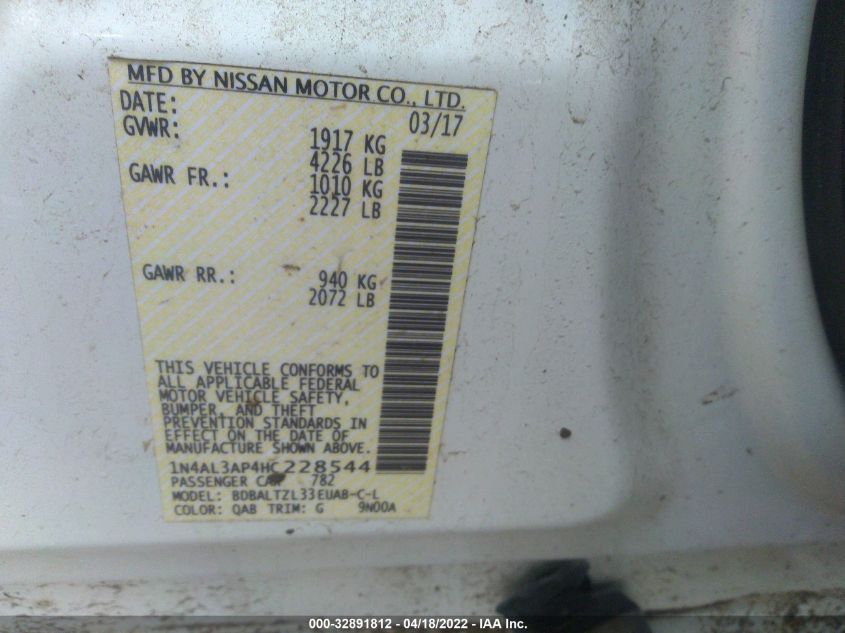 MFD BY NISSAN MOTOR CO., LTD.
DATE: 03/17
GVWR: 1917 KG
4226 LB
GAWR FR.: 1010 KG
2227 LB
GAWR RR.: 940 KG
2072 LB
THIS VEHICLE CONFORMS TO
ALL APPLICABLE FEDERAL
MOTOR VEHICLE SAFETY,
BUMPER, AND THEFT
PREVENTION STANDARDS IN
EFFECT ON THE DATE OF
MANUFACTURE SHOWN ABOVE.
1N4AL3AP4HC228544
PASSENGER CAR 782
MODEL: BDBALTZL33EUAB-C-L
COLOR: QAB TRIM: G 9N00A
000-32891812 - 04/18/2022 - IAA Inc.